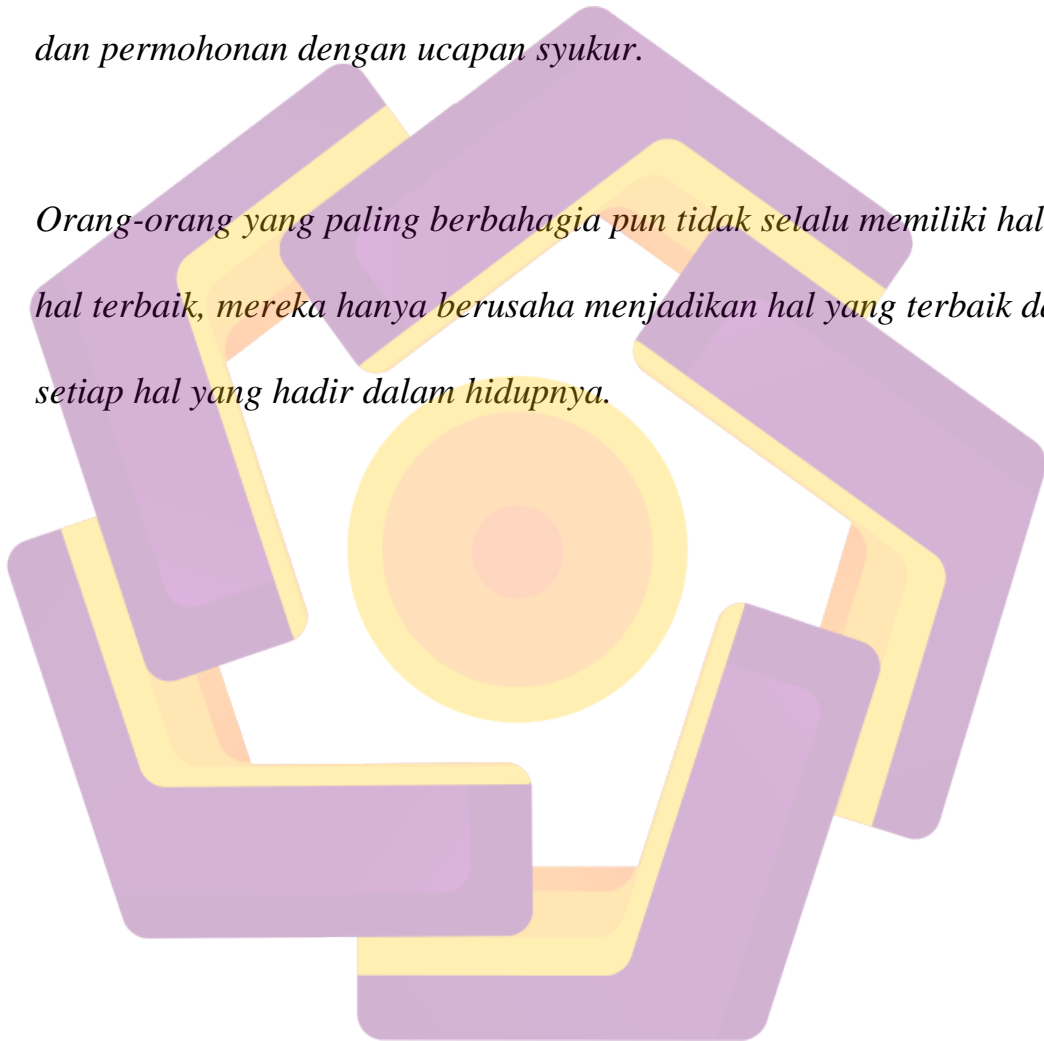 dan permohonan dengan ucapan syukur.
Orang-orang yang paling berbahagia pun tidak selalu memiliki hal
hal terbaik, mereka hanya berusaha menjadikan hal yang terbaik
setiap hal yang hadir dalam hidupnya.